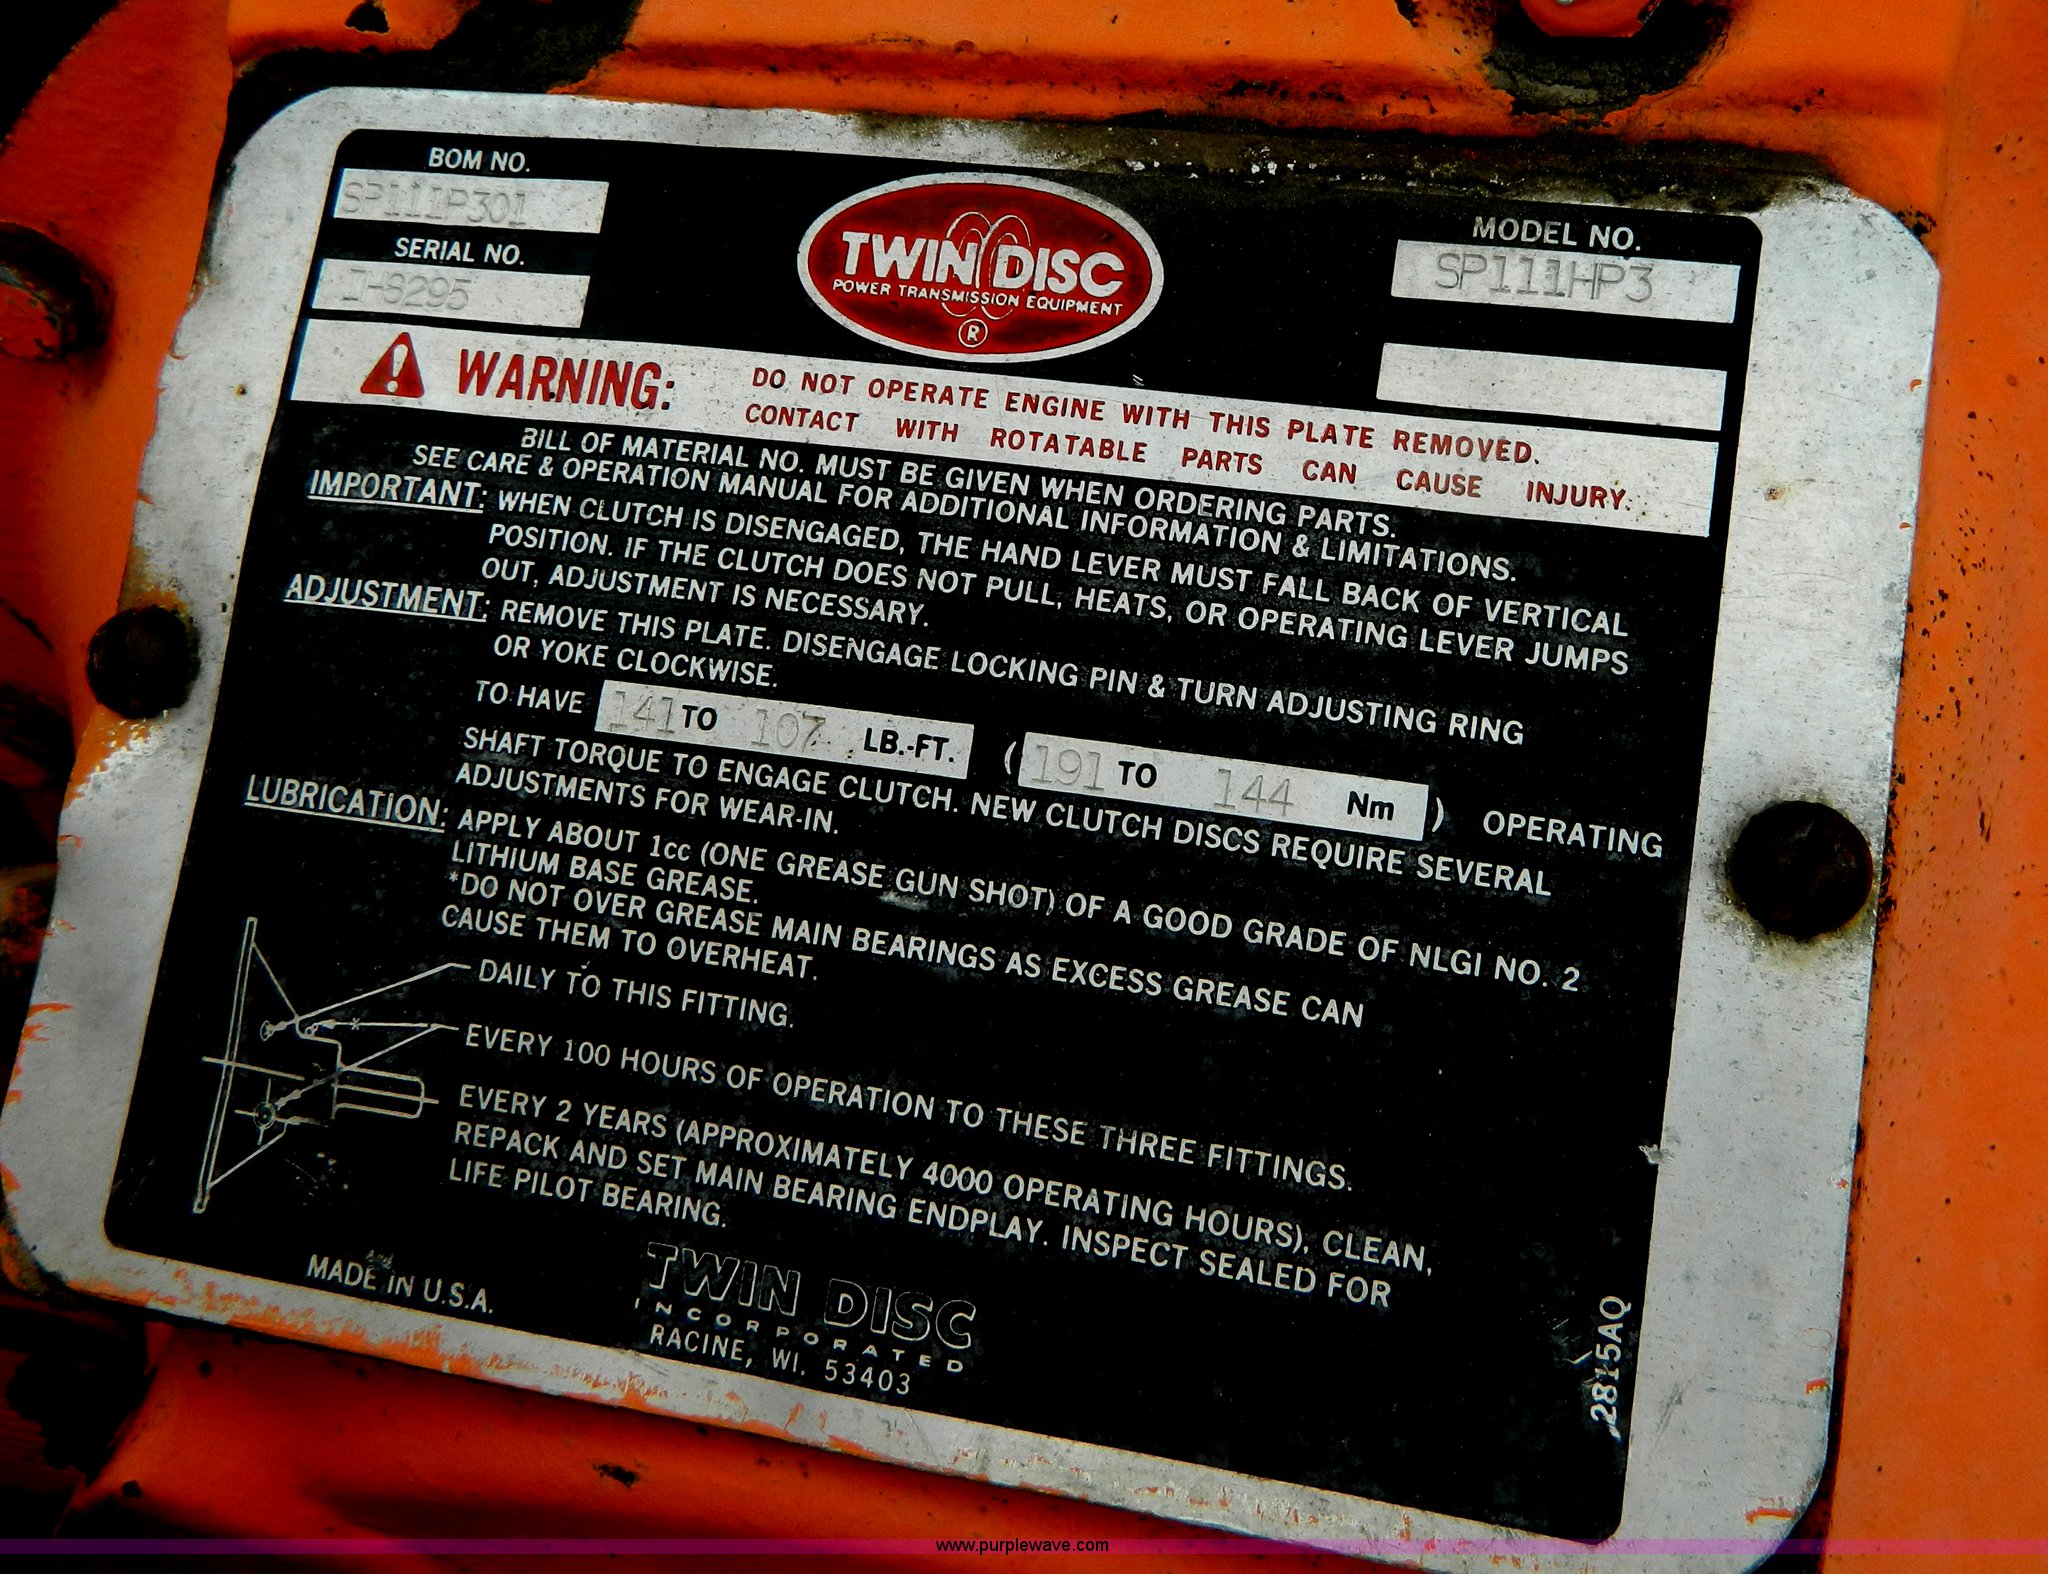 BOM NO.
SP111P301
SERIAL NO.
I-8295
TWIN DISC
POWER TRANSMISSION EQUIPMENT
®
MODEL NO.
SP111HP3
WARNING: DO NOT OPERATE ENGINE WITH THIS PLATE REMOVED.
CONTACT WITH ROTATABLE PARTS CAN CAUSE INJURY.
BILL OF MATERIAL NO. MUST BE GIVEN WHEN ORDERING PARTS.
SEE CARE & OPERATION MANUAL FOR ADDITIONAL INFORMATION & LIMITATIONS.
IMPORTANT: WHEN CLUTCH IS DISENGAGED, THE HAND LEVER MUST FALL BACK OF VERTICAL
POSITION. IF THE CLUTCH DOES NOT PULL, HEATS, OR OPERATING LEVER JUMPS
OUT, ADJUSTMENT IS NECESSARY.
ADJUSTMENT: REMOVE THIS PLATE. DISENGAGE LOCKING PIN & TURN ADJUSTING RING
OR YOKE CLOCKWISE.
TO HAVE 141 TO 107 LB.-FT. (191 TO 144 Nm) OPERATING
SHAFT TORQUE TO ENGAGE CLUTCH. NEW CLUTCH DISCS REQUIRE SEVERAL
ADJUSTMENTS FOR WEAR-IN.
LUBRICATION: APPLY ABOUT 1cc (ONE GREASE GUN SHOT) OF A GOOD GRADE OF NLGI NO. 2
LITHIUM BASE GREASE.
*DO NOT OVER GREASE MAIN BEARINGS AS EXCESS GREASE CAN
CAUSE THEM TO OVERHEAT.
DAILY TO THIS FITTING.
EVERY 100 HOURS OF OPERATION TO THESE THREE FITTINGS.
EVERY 2 YEARS (APPROXIMATELY 4000 OPERATING HOURS), CLEAN,
REPACK AND SET MAIN BEARING ENDPLAY. INSPECT SEALED FOR
LIFE PILOT BEARING.
MADE IN U.S.A.
TWIN DISC
INCORPORATED
RACINE, WI. 53403
2815AQ
www.purplewave.com